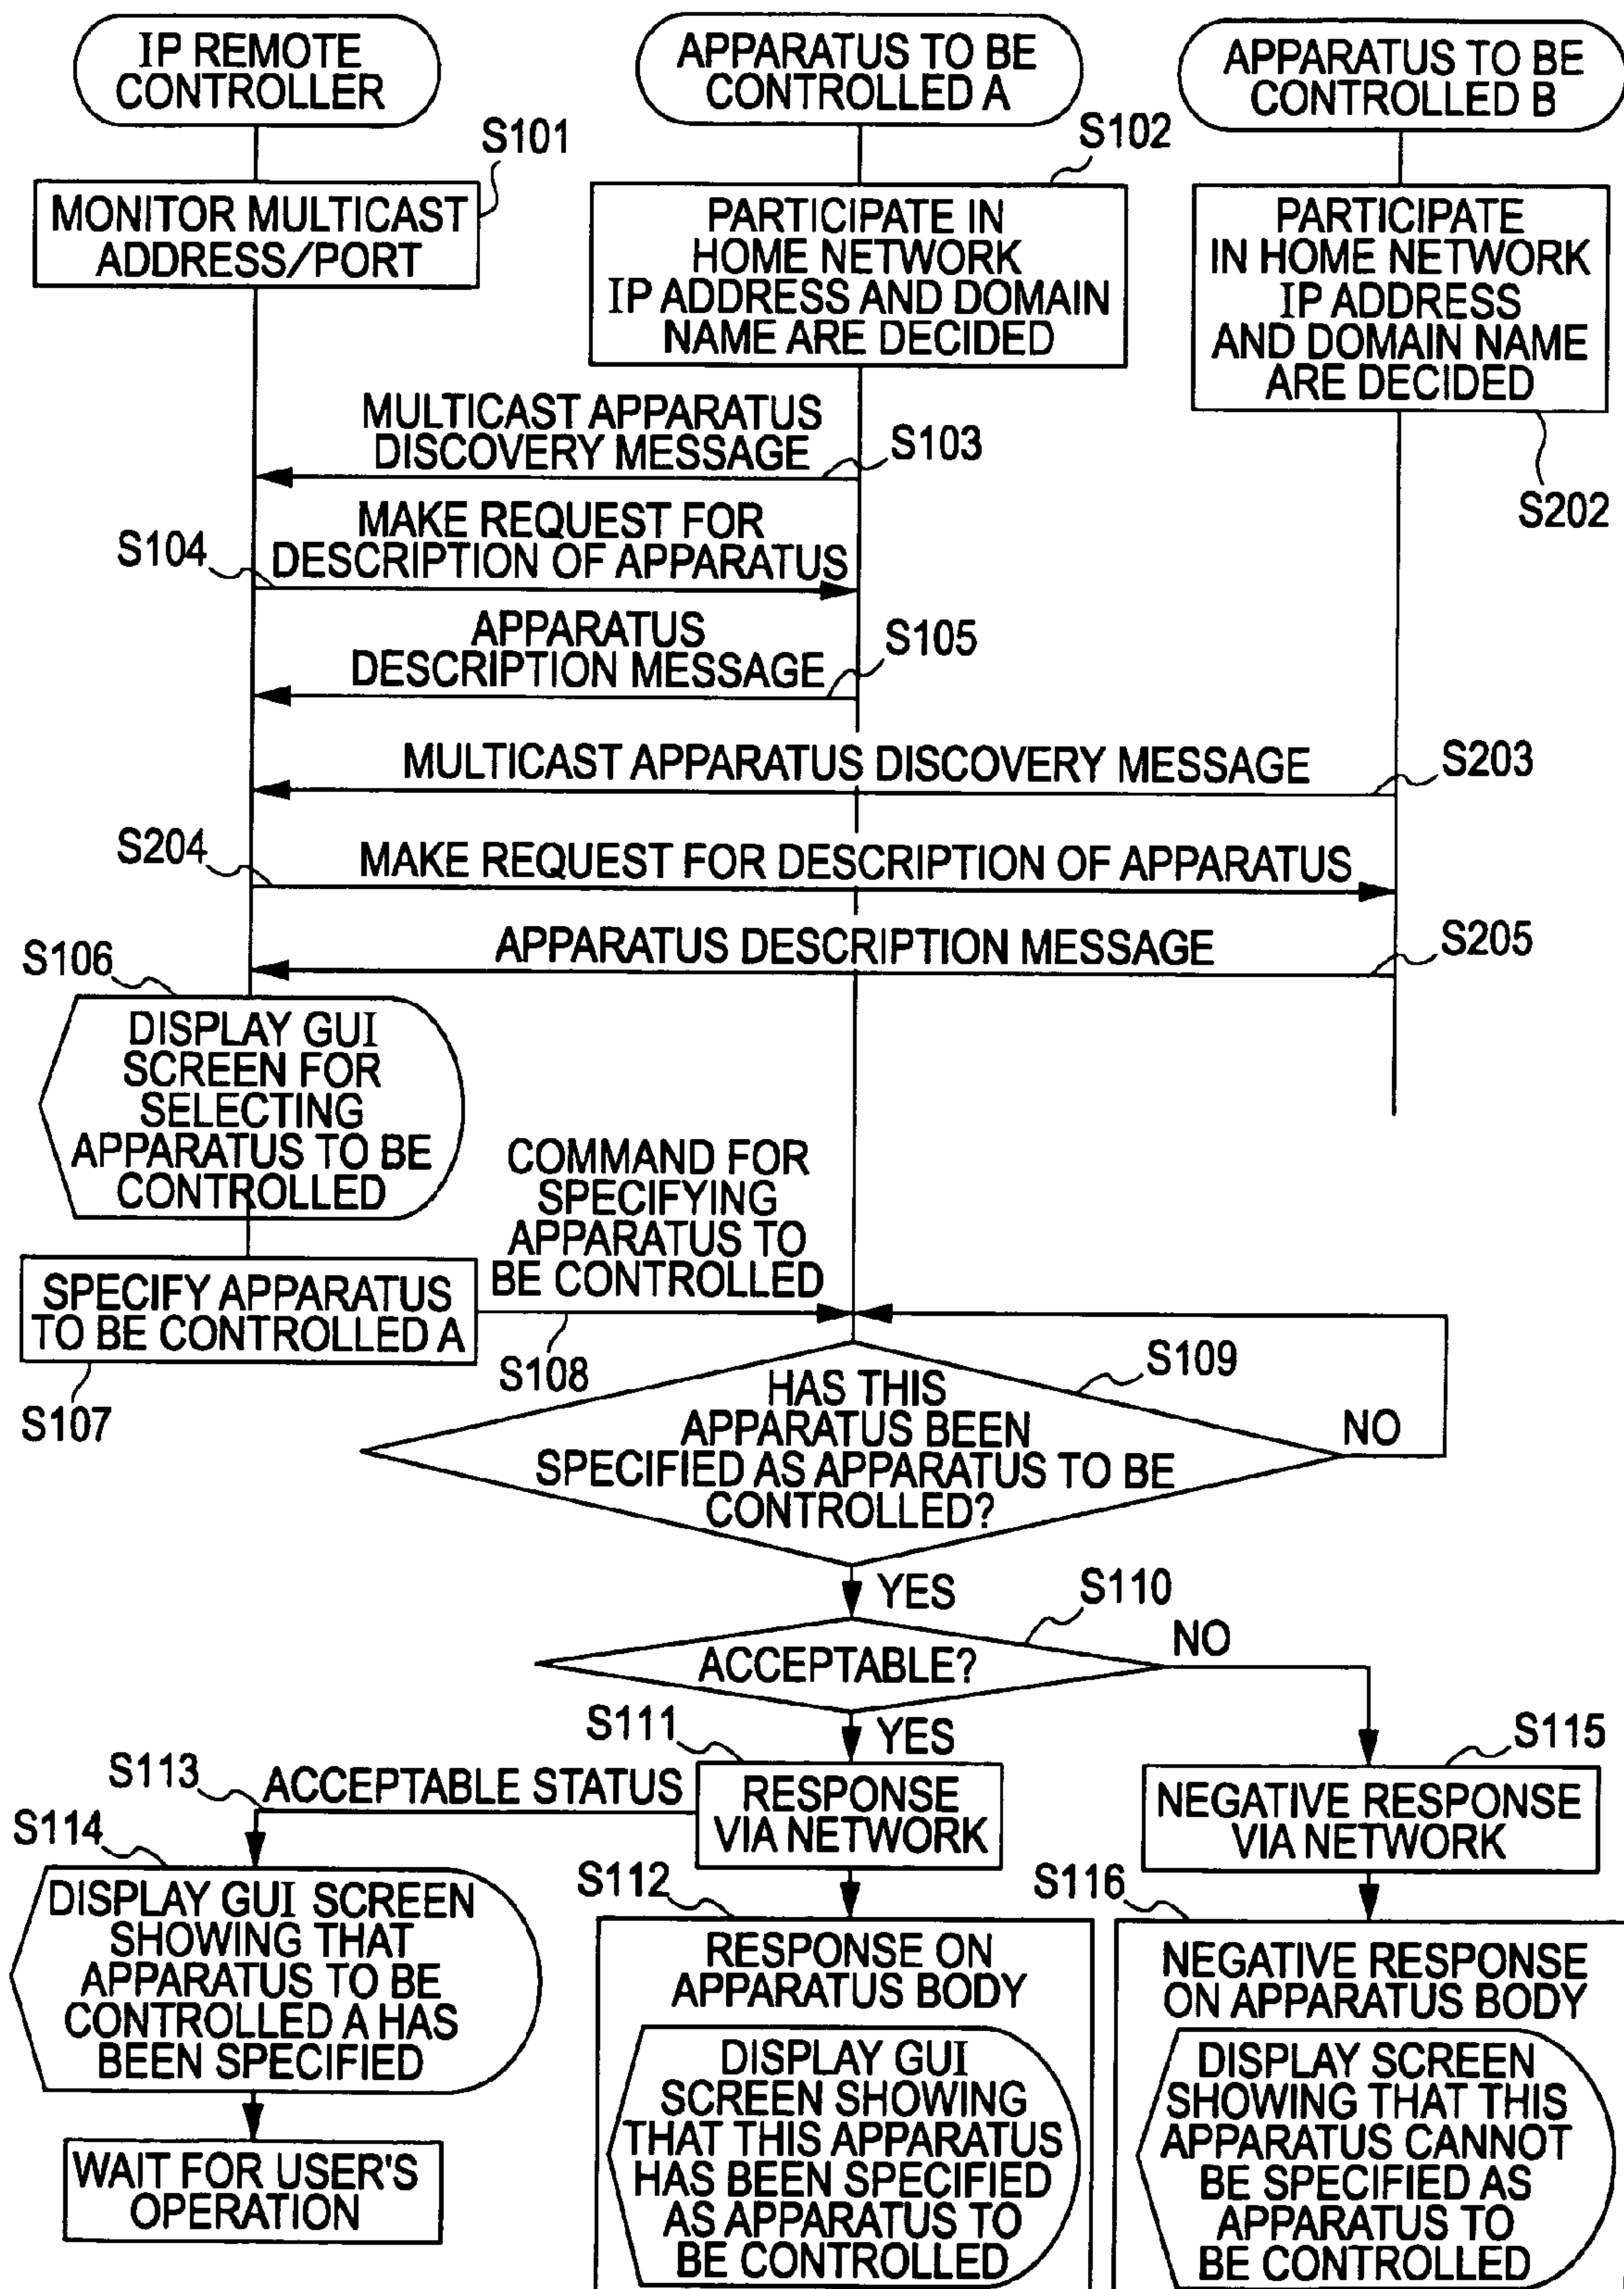 IP REMOTE
CONTROLLER
APPARATUS TO BE
CONTROLLED A
APPARATUS TO BE
CONTROLLED B
S101
MONITOR MULTICAST
ADDRESS/PORT
S102
PARTICIPATE IN
HOME NETWORK
IP ADDRESS AND DOMAIN
NAME ARE DECIDED
PARTICIPATE
IN HOME NETWORK
IP ADDRESS
AND DOMAIN NAME
ARE DECIDED
S202
MULTICAST APPARATUS
DISCOVERY MESSAGE
S103
S104
MAKE REQUEST FOR
DESCRIPTION OF APPARATUS
APPARATUS
DESCRIPTION MESSAGE
S105
MULTICAST APPARATUS DISCOVERY MESSAGE
S203
S204
MAKE REQUEST FOR DESCRIPTION OF APPARATUS
APPARATUS DESCRIPTION MESSAGE
S205
S106
DISPLAY GUI
SCREEN FOR
SELECTING
APPARATUS TO BE
CONTROLLED
COMMAND FOR
SPECIFYING
APPARATUS TO
BE CONTROLLED
SPECIFY APPARATUS
TO BE CONTROLLED A
S107
S108
S109
HAS THIS
APPARATUS BEEN
SPECIFIED AS APPARATUS TO BE
CONTROLLED?
NO
YES
S110
ACCEPTABLE?
NO
YES
S111
RESPONSE
VIA NETWORK
S115
NEGATIVE RESPONSE
VIA NETWORK
S113
ACCEPTABLE STATUS
S114
DISPLAY GUI SCREEN
SHOWING THAT
APPARATUS TO BE
CONTROLLED A HAS
BEEN SPECIFIED
WAIT FOR USER'S
OPERATION
S112
RESPONSE ON
APPARATUS BODY
DISPLAY GUI
SCREEN SHOWING
THAT THIS APPARATUS
HAS BEEN SPECIFIED
AS APPARATUS TO
BE CONTROLLED
S116
NEGATIVE RESPONSE
ON APPARATUS BODY
DISPLAY SCREEN
SHOWING THAT THIS
APPARATUS CANNOT
BE SPECIFIED AS
APPARATUS TO
BE CONTROLLED